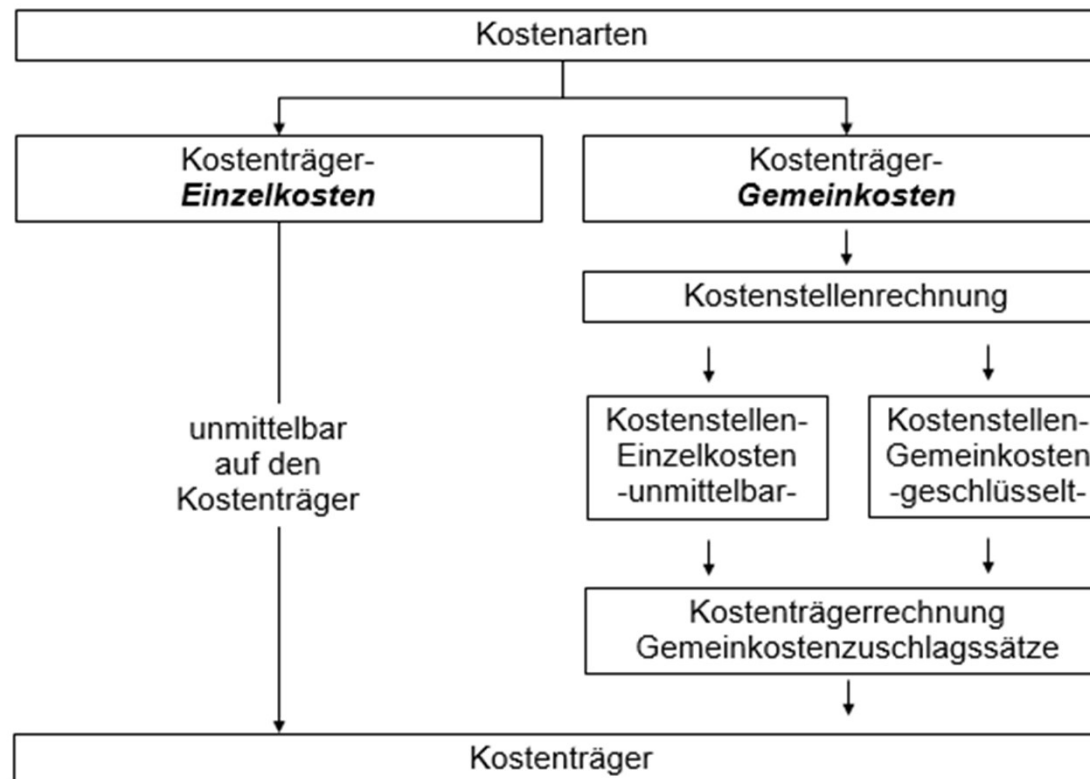 Kostenarten
Kostenträger-
Einzelkosten
Kostenträger-
Gemeinkosten
Kostenstellenrechnung
unmittelbar
auf den
Kostenträger
Kostenstellen-
Einzelkosten
-unmittelbar-
Kostenstellen-
Gemeinkosten
-geschlüsselt-
Kostenträgerrechnung
Gemeinkostenzuschlagssätze
Kostenträger